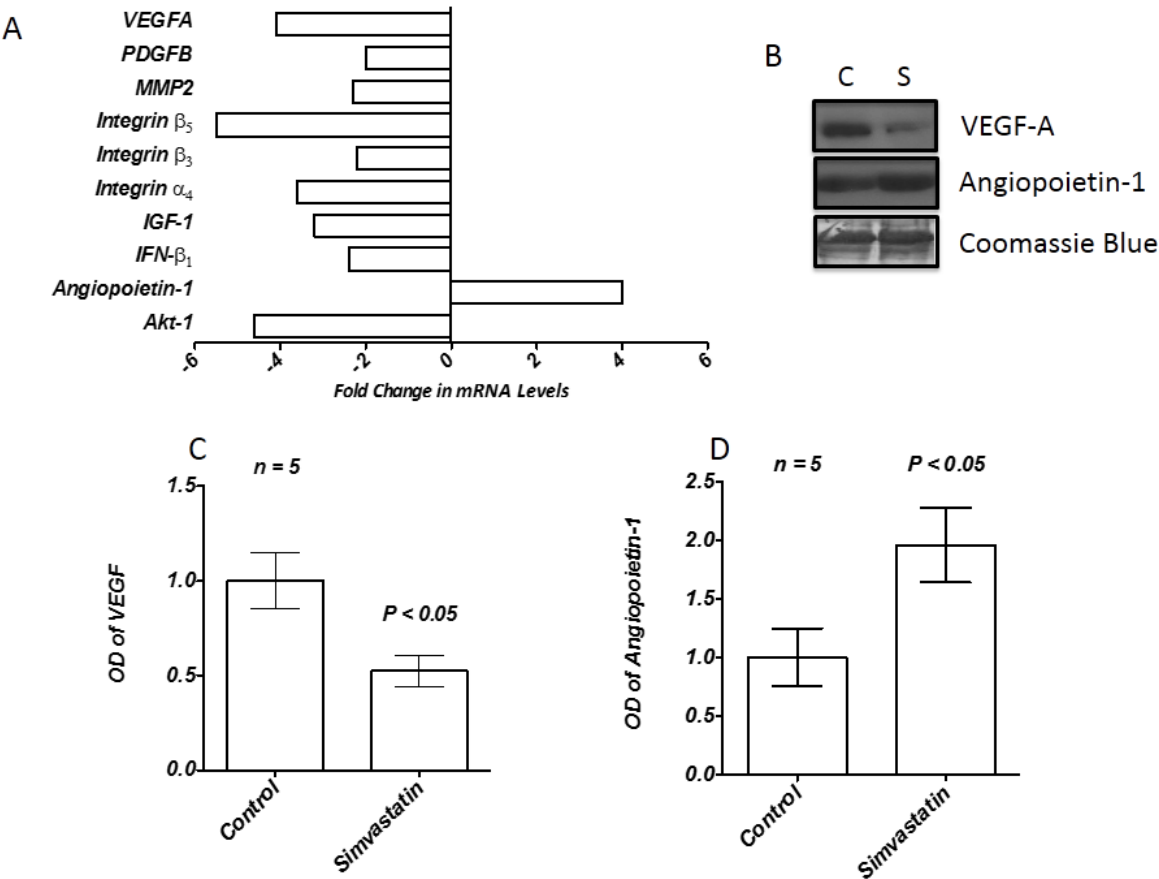 A
VEGFA
PDGFB
MMP2
Integrin β5
Integrin β3
Integrin α4
IGF-1
IFN-β1
Angiopoietin-1
Akt-1
-6 -4 -2 0 2 4 6
Fold Change in mRNA Levels
B
C S
VEGF-A
Angiopoietin-1
Coomassie Blue
C
n = 5
P < 0.05
OD of VEGF
1.5
1.0
0.5
0.0
Control
Simvastatin
D
n = 5 P < 0.05
OD of Angiopoietin-1
2.5
2.0
1.5
1.0
0.5
0.0
Control
Simvastatin